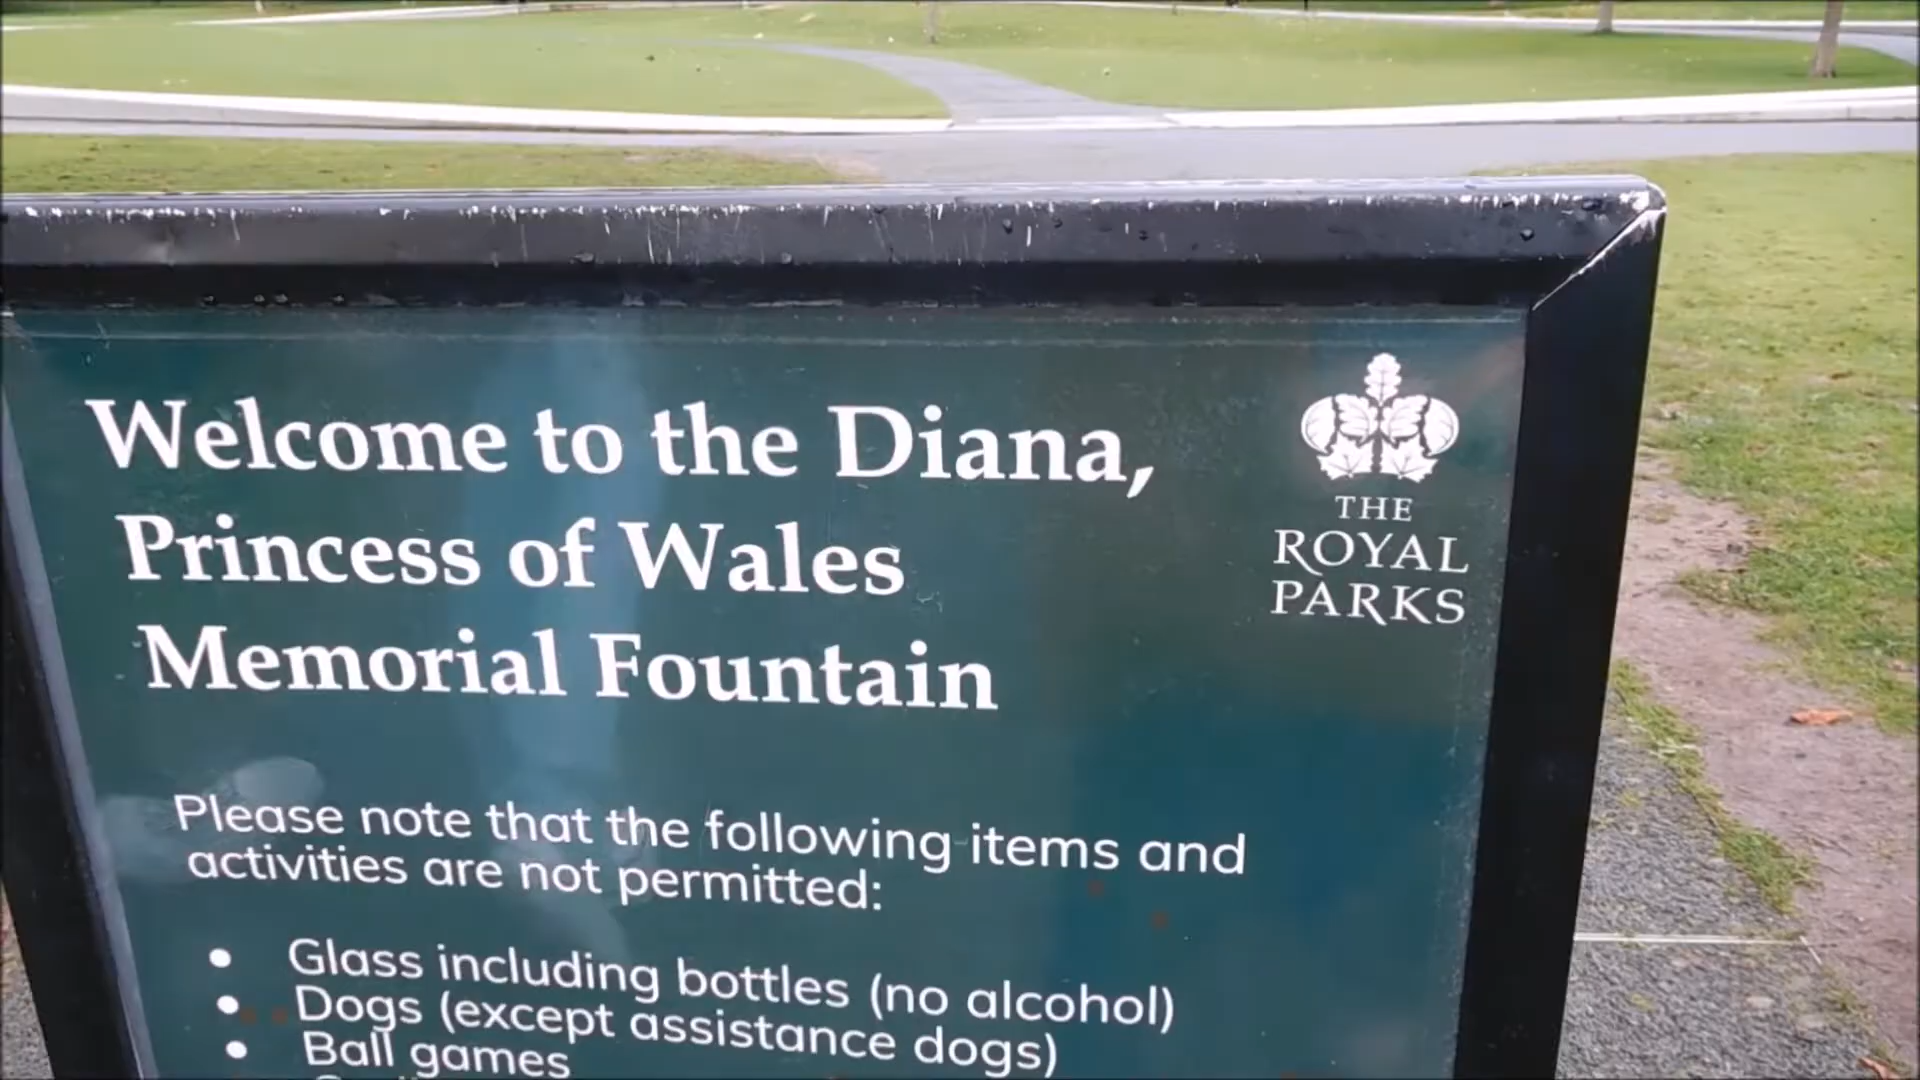 Welcome to the Diana,
Princess of Wales
Memorial Fountain
THE
ROYAL
PARKS
Please note that the following items and
activities are not permitted:
• Glass including bottles (no alcohol)
• Dogs (except assistance dogs)
• Ball games